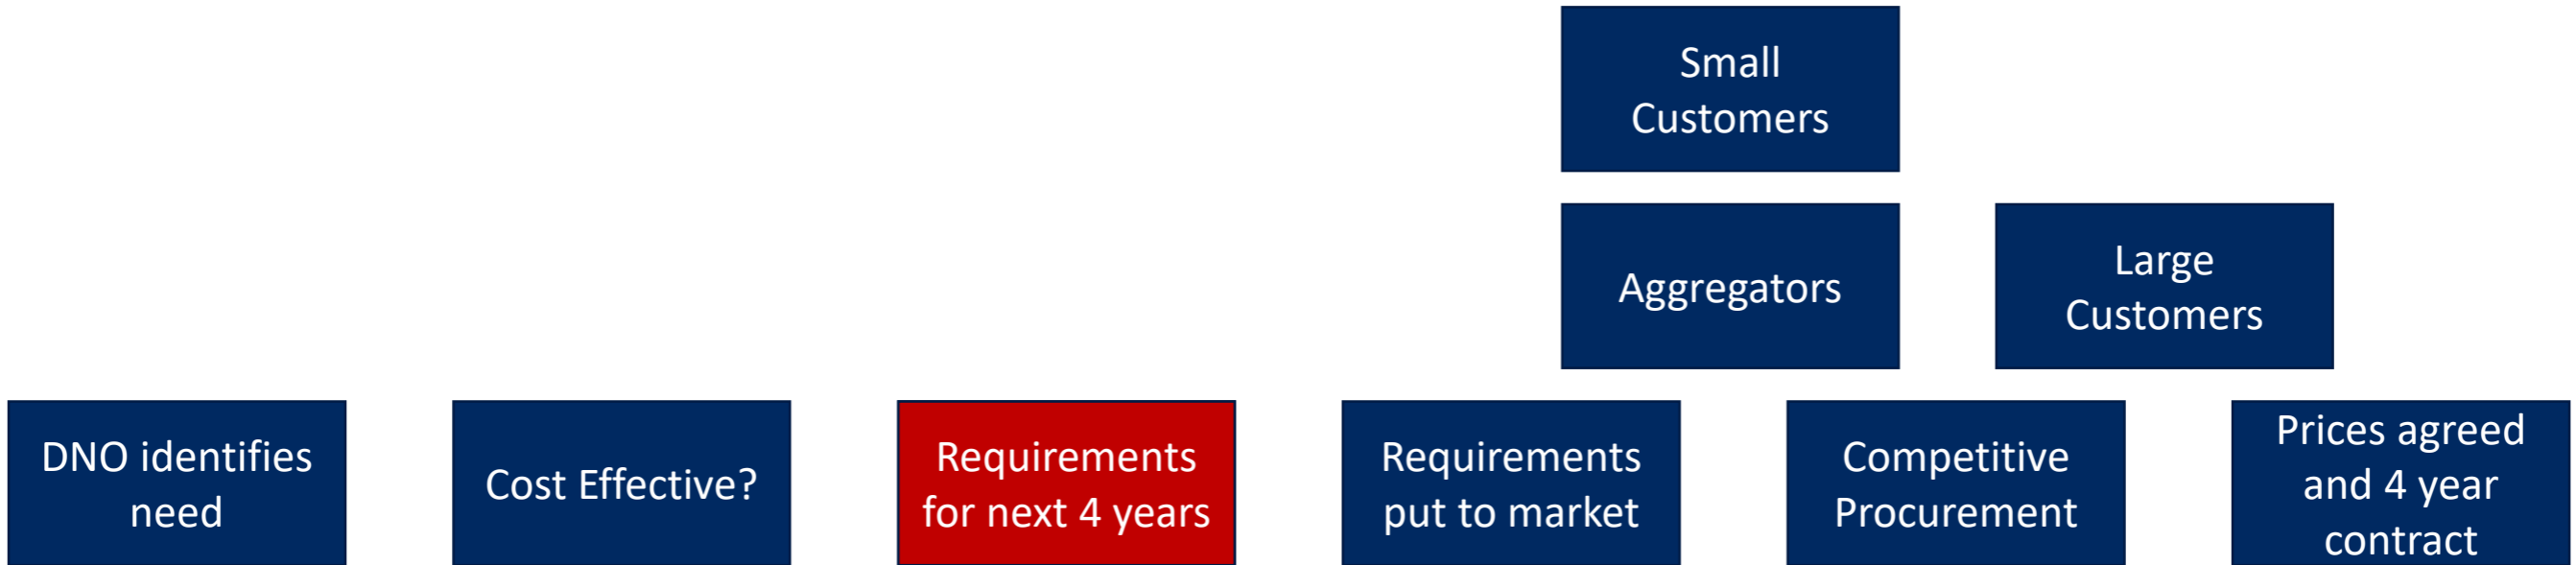 Small
Customers
Aggregators
Large
Customers
DNO identifies
need
Cost Effective?
Requirements
for next 4 years
Requirements
put to market
Competitive
Procurement
Prices agreed
and 4 year
contract